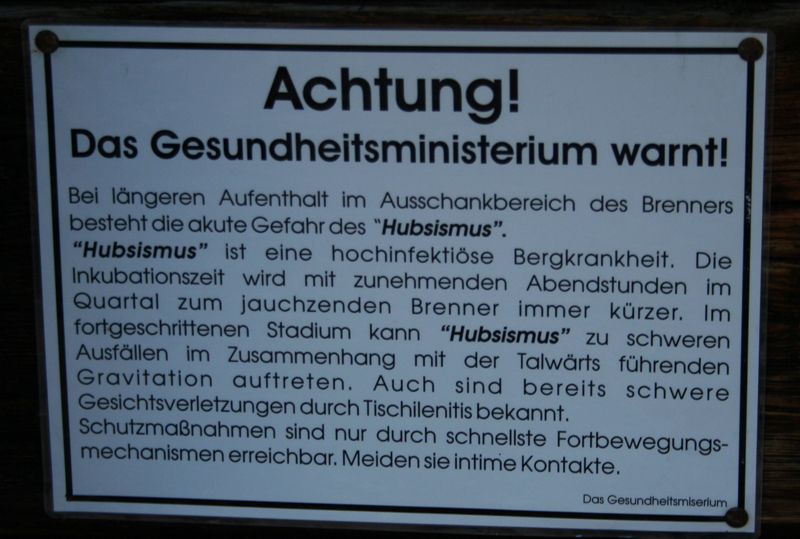 Achtung!
Das Gesundheitsministerium warnt!
Bei längeren Aufenthalt im Ausschankbereich des Brenners
besteht die akute Gefahr des "Hubsismus".
"Hubsismus" ist eine hochinfektiöse Bergkrankheit. Die
Inkubationszeit wird mit zunehmenden Abendstunden im
Quartal zum jauchzenden Brenner immer kürzer. Im
fortgeschrittenen Stadium kann "Hubsismus" zu schweren
Ausfällen im Zusammenhang mit der Talwärts führenden
Gravitation auftreten. Auch sind bereits schwere
Gesichtsverletzungen durch Tischilenitis bekannt.
Schutzmaßnahmen sind nur durch schnellste Fortbewegungs-
mechanismen erreichbar. Meiden sie intime Kontakte.
Das Gesundheitsmiserium